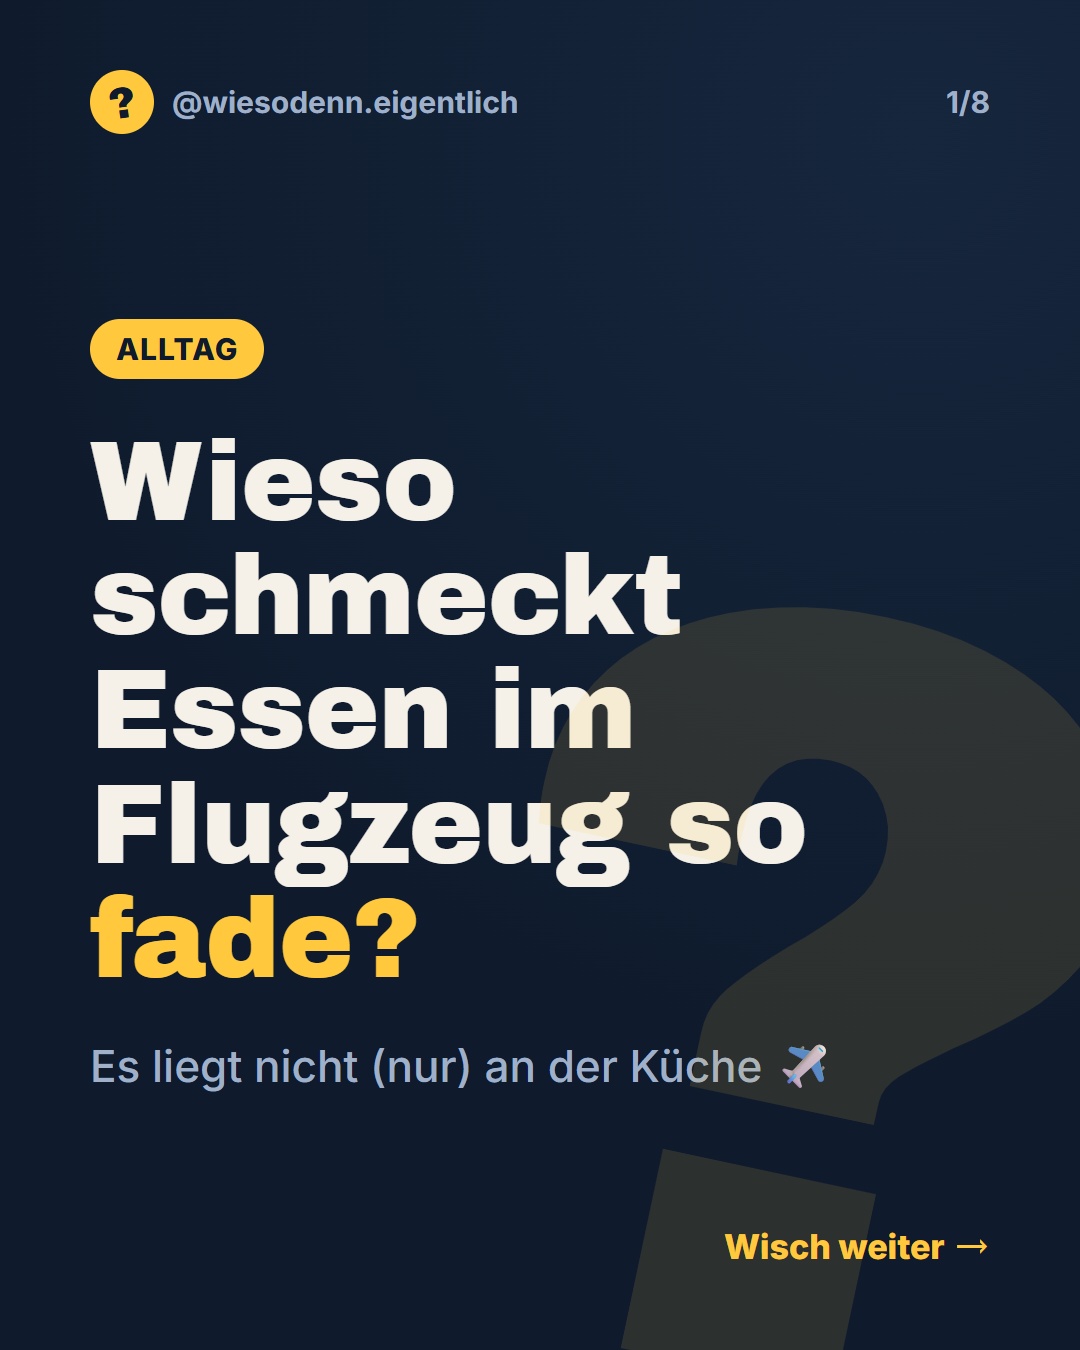 ?
@wiesodenn.eigentlich
1/8
ALLTAG
Wieso
schmeckt
Essen im
Flugzeug so
fade?
Es liegt nicht (nur) an der Küche ✈️
Wisch weiter →
?